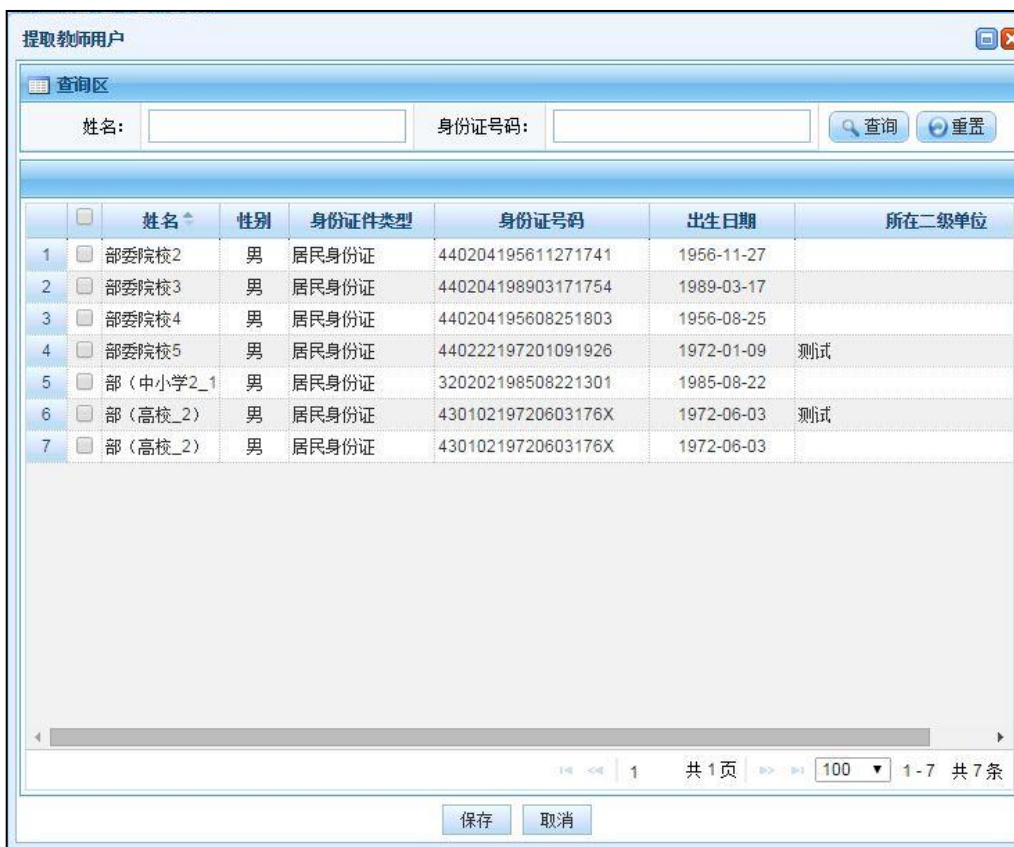 提取教师用户
查询区
姓名： 身份证号码： 查询 重置
姓名 性别 身份证件类型 身份证号码 出生日期 所在二级单位
1 部委院校2 男 居民身份证 440204195611271741 1956-11-27
2 部委院校3 男 居民身份证 440204198903171754 1989-03-17
3 部委院校4 男 居民身份证 440204195608251803 1956-08-25
4 部委院校5 男 居民身份证 440222197201091926 1972-01-09 测试
5 部（中小学2_1 男 居民身份证 320202198508221301 1985-08-22
6 部（高校_2） 男 居民身份证 43010219720603176X 1972-06-03 测试
7 部（高校_2） 男 居民身份证 43010219720603176X 1972-06-03
1 共1页 100 1-7 共7条
保存 取消